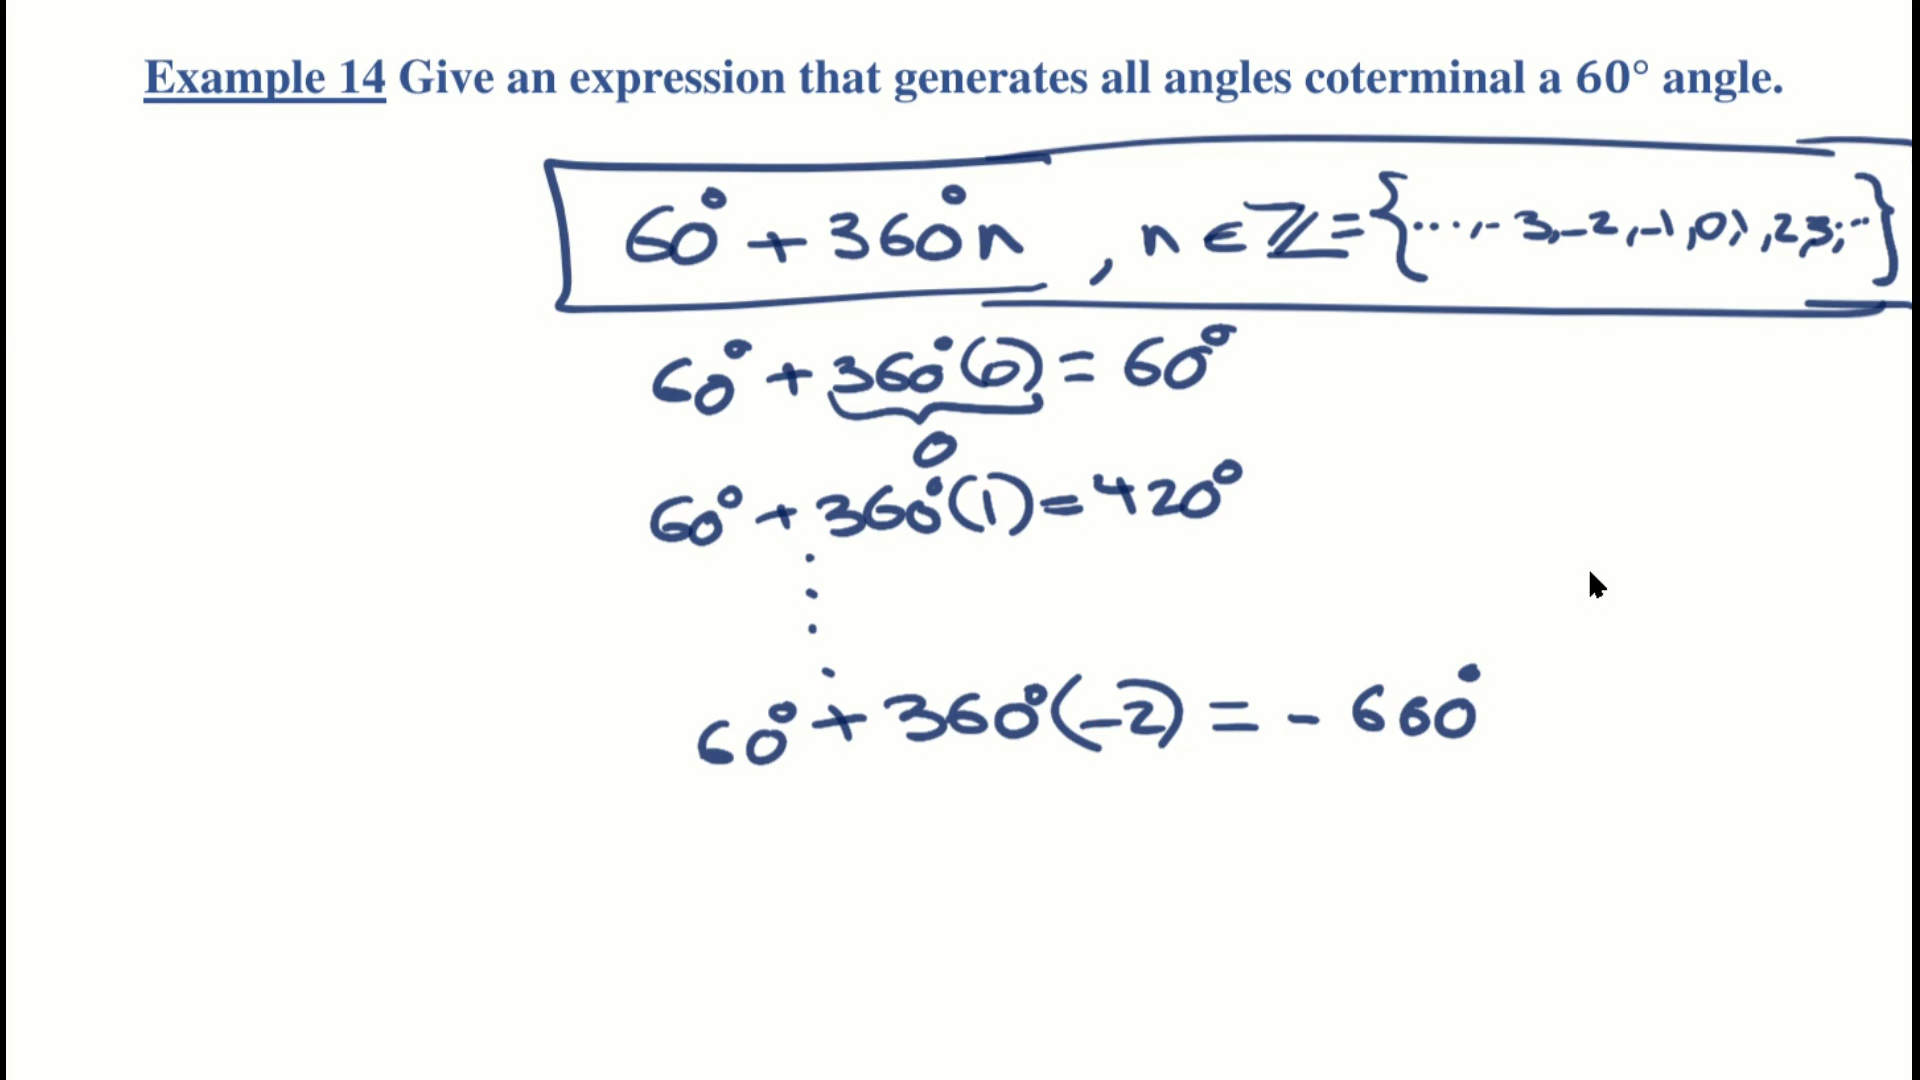 Example 14 Give an expression that generates all angles coterminal a 60° angle.
60° + 360°n , n ∈ ℤ = {..., -3, -2, -1, 0, 1, 2, 3, ...}
60° + 360°(0) = 60°
0
60° + 360°(1) = 420°
60° + 360°(-2) = -660°